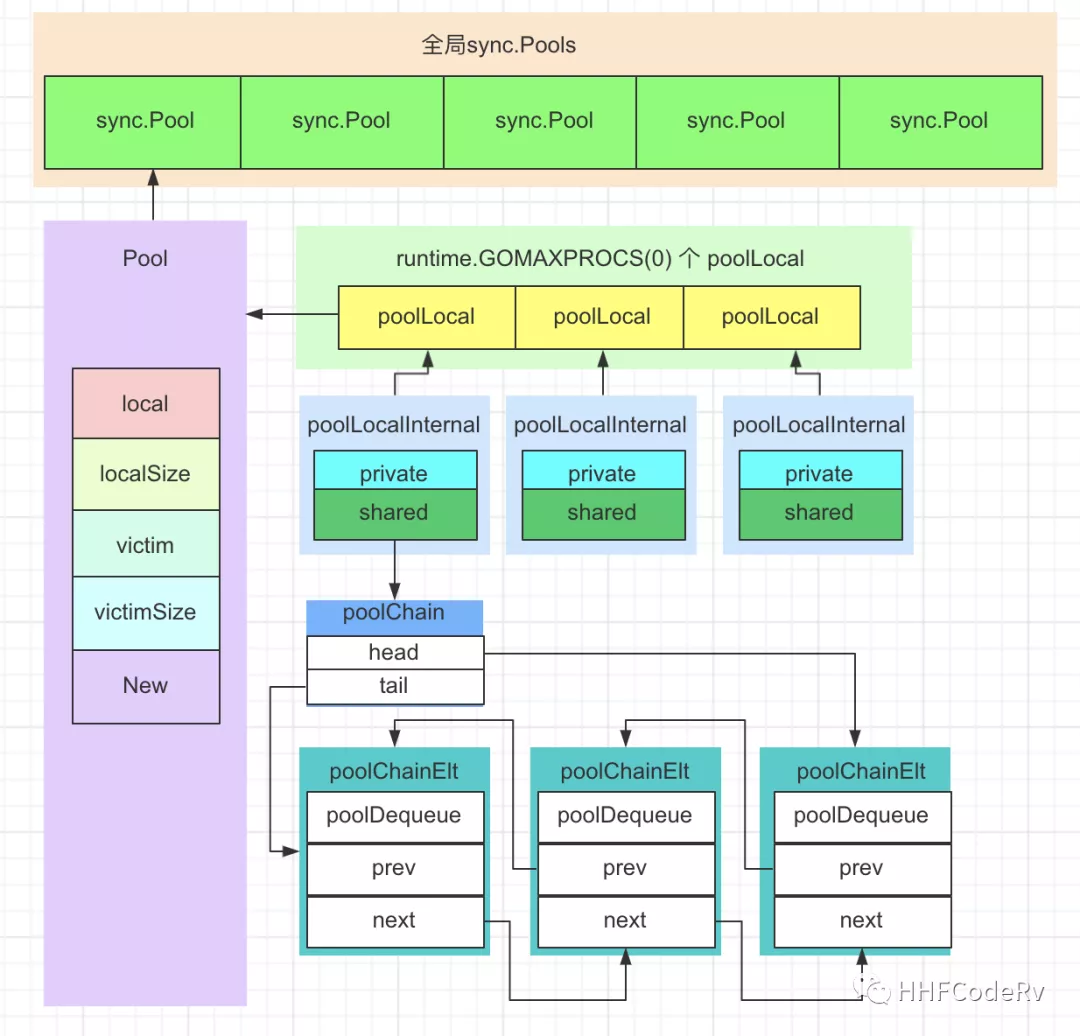 全局sync.Pools
sync.Pool sync.Pool sync.Pool sync.Pool sync.Pool
Pool
local
localSize
victim
victimSize
New
runtime.GOMAXPROCS(0) 个 poolLocal
poolLocal poolLocal poolLocal
poolLocalInternal poolLocalInternal poolLocalInternal
private private private
shared shared shared
poolChain
head
tail
poolChainElt poolChainElt poolChainElt
poolDequeue poolDequeue poolDequeue
prev prev prev
next next next
HHFCodeRv